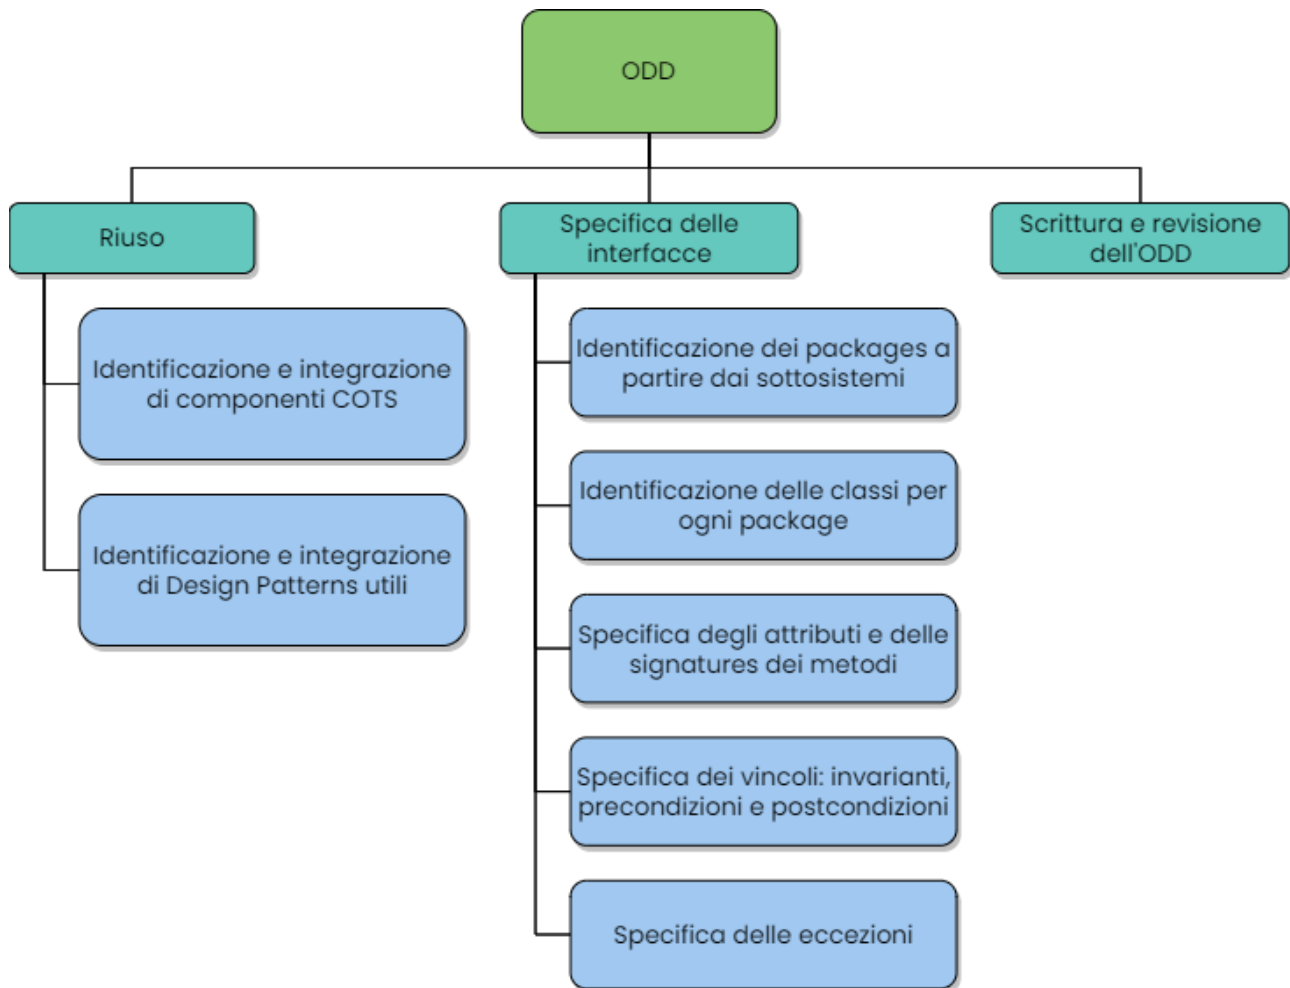 ODD
Riuso
Specifica delle
interfacce
Scrittura e revisione
dell'ODD
Identificazione e integrazione
di componenti COTS
Identificazione e integrazione
di Design Patterns utili
Identificazione dei packages a
partire dai sottosistemi
Identificazione delle classi per
ogni package
Specifica degli attributi e delle
signatures dei metodi
Specifica dei vincoli: invarianti,
precondizioni e postcondizioni
Specifica delle eccezioni